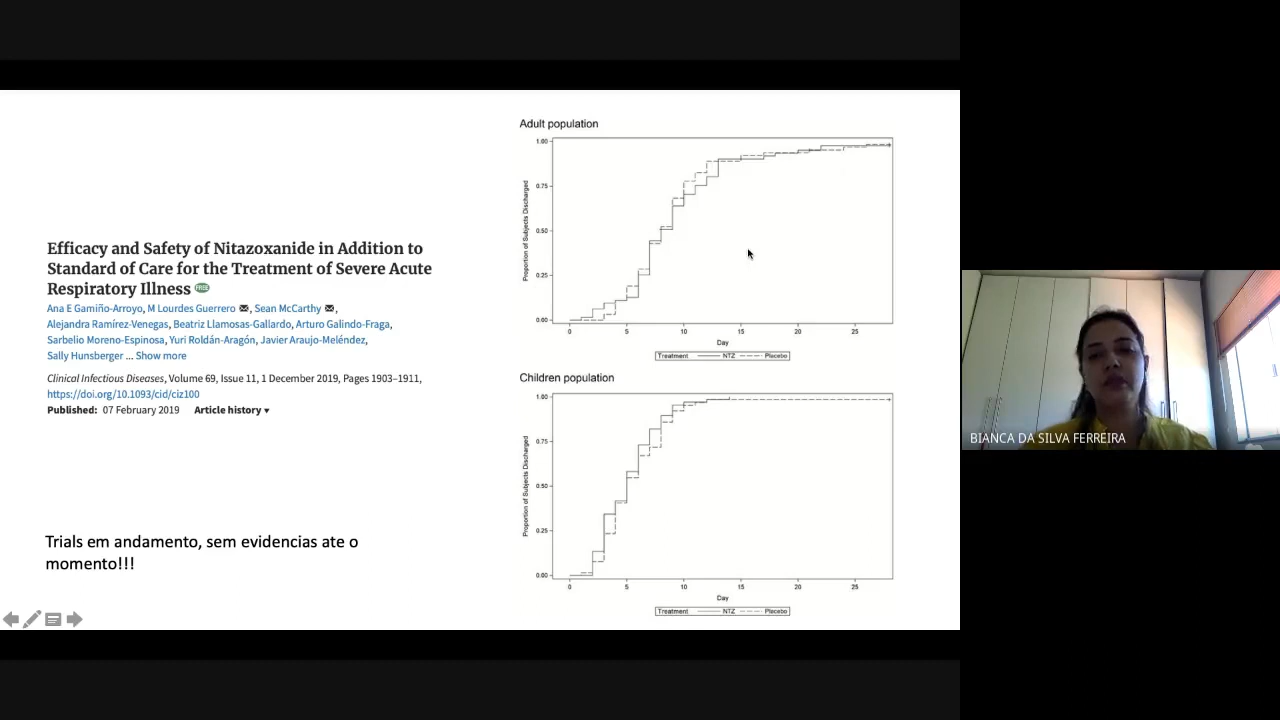 Efficacy and Safety of Nitazoxanide in Addition to
Standard of Care for the Treatment of Severe Acute
Respiratory Illness FREE
Ana E Gamiño-Arroyo, M Lourdes Guerrero ✉, Sean McCarthy ✉,
Alejandra Ramírez-Venegas, Beatriz Llamosas-Gallardo, Arturo Galindo-Fraga,
Sarbelio Moreno-Espinosa, Yuri Roldán-Aragón, Javier Araujo-Meléndez,
Sally Hunsberger ... Show more
Clinical Infectious Diseases, Volume 69, Issue 11, 1 December 2019, Pages 1903–1911,
https://doi.org/10.1093/cid/ciz100
Published: 07 February 2019 Article history ▾
Trials em andamento, sem evidencias ate o
momento!!!
Adult population
Proportion of Subjects Discharged
1.00
0.75
0.50
0.25
0.00
0 5 10 15 20 25
Day
Treatment NTZ Placebo
Children population
Proportion of Subjects Discharged
1.00
0.75
0.50
0.25
0.00
0 5 10 15 20 25
Day
Treatment NTZ Placebo
BIANCA DA SILVA FERREIRA